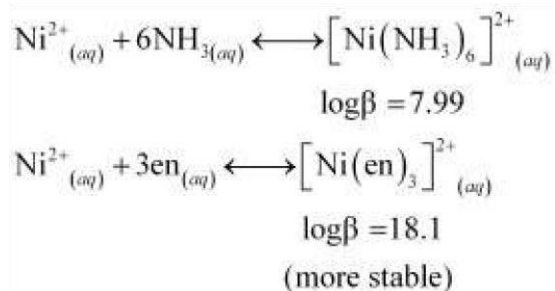 Ni²⁺₍aq₎ + 6NH₃₍aq₎ ⟷ [Ni(NH₃)₆]²⁺₍aq₎
logβ = 7.99
Ni²⁺₍aq₎ + 3en₍aq₎ ⟷ [Ni(en)₃]²⁺₍aq₎
logβ = 18.1
(more stable)